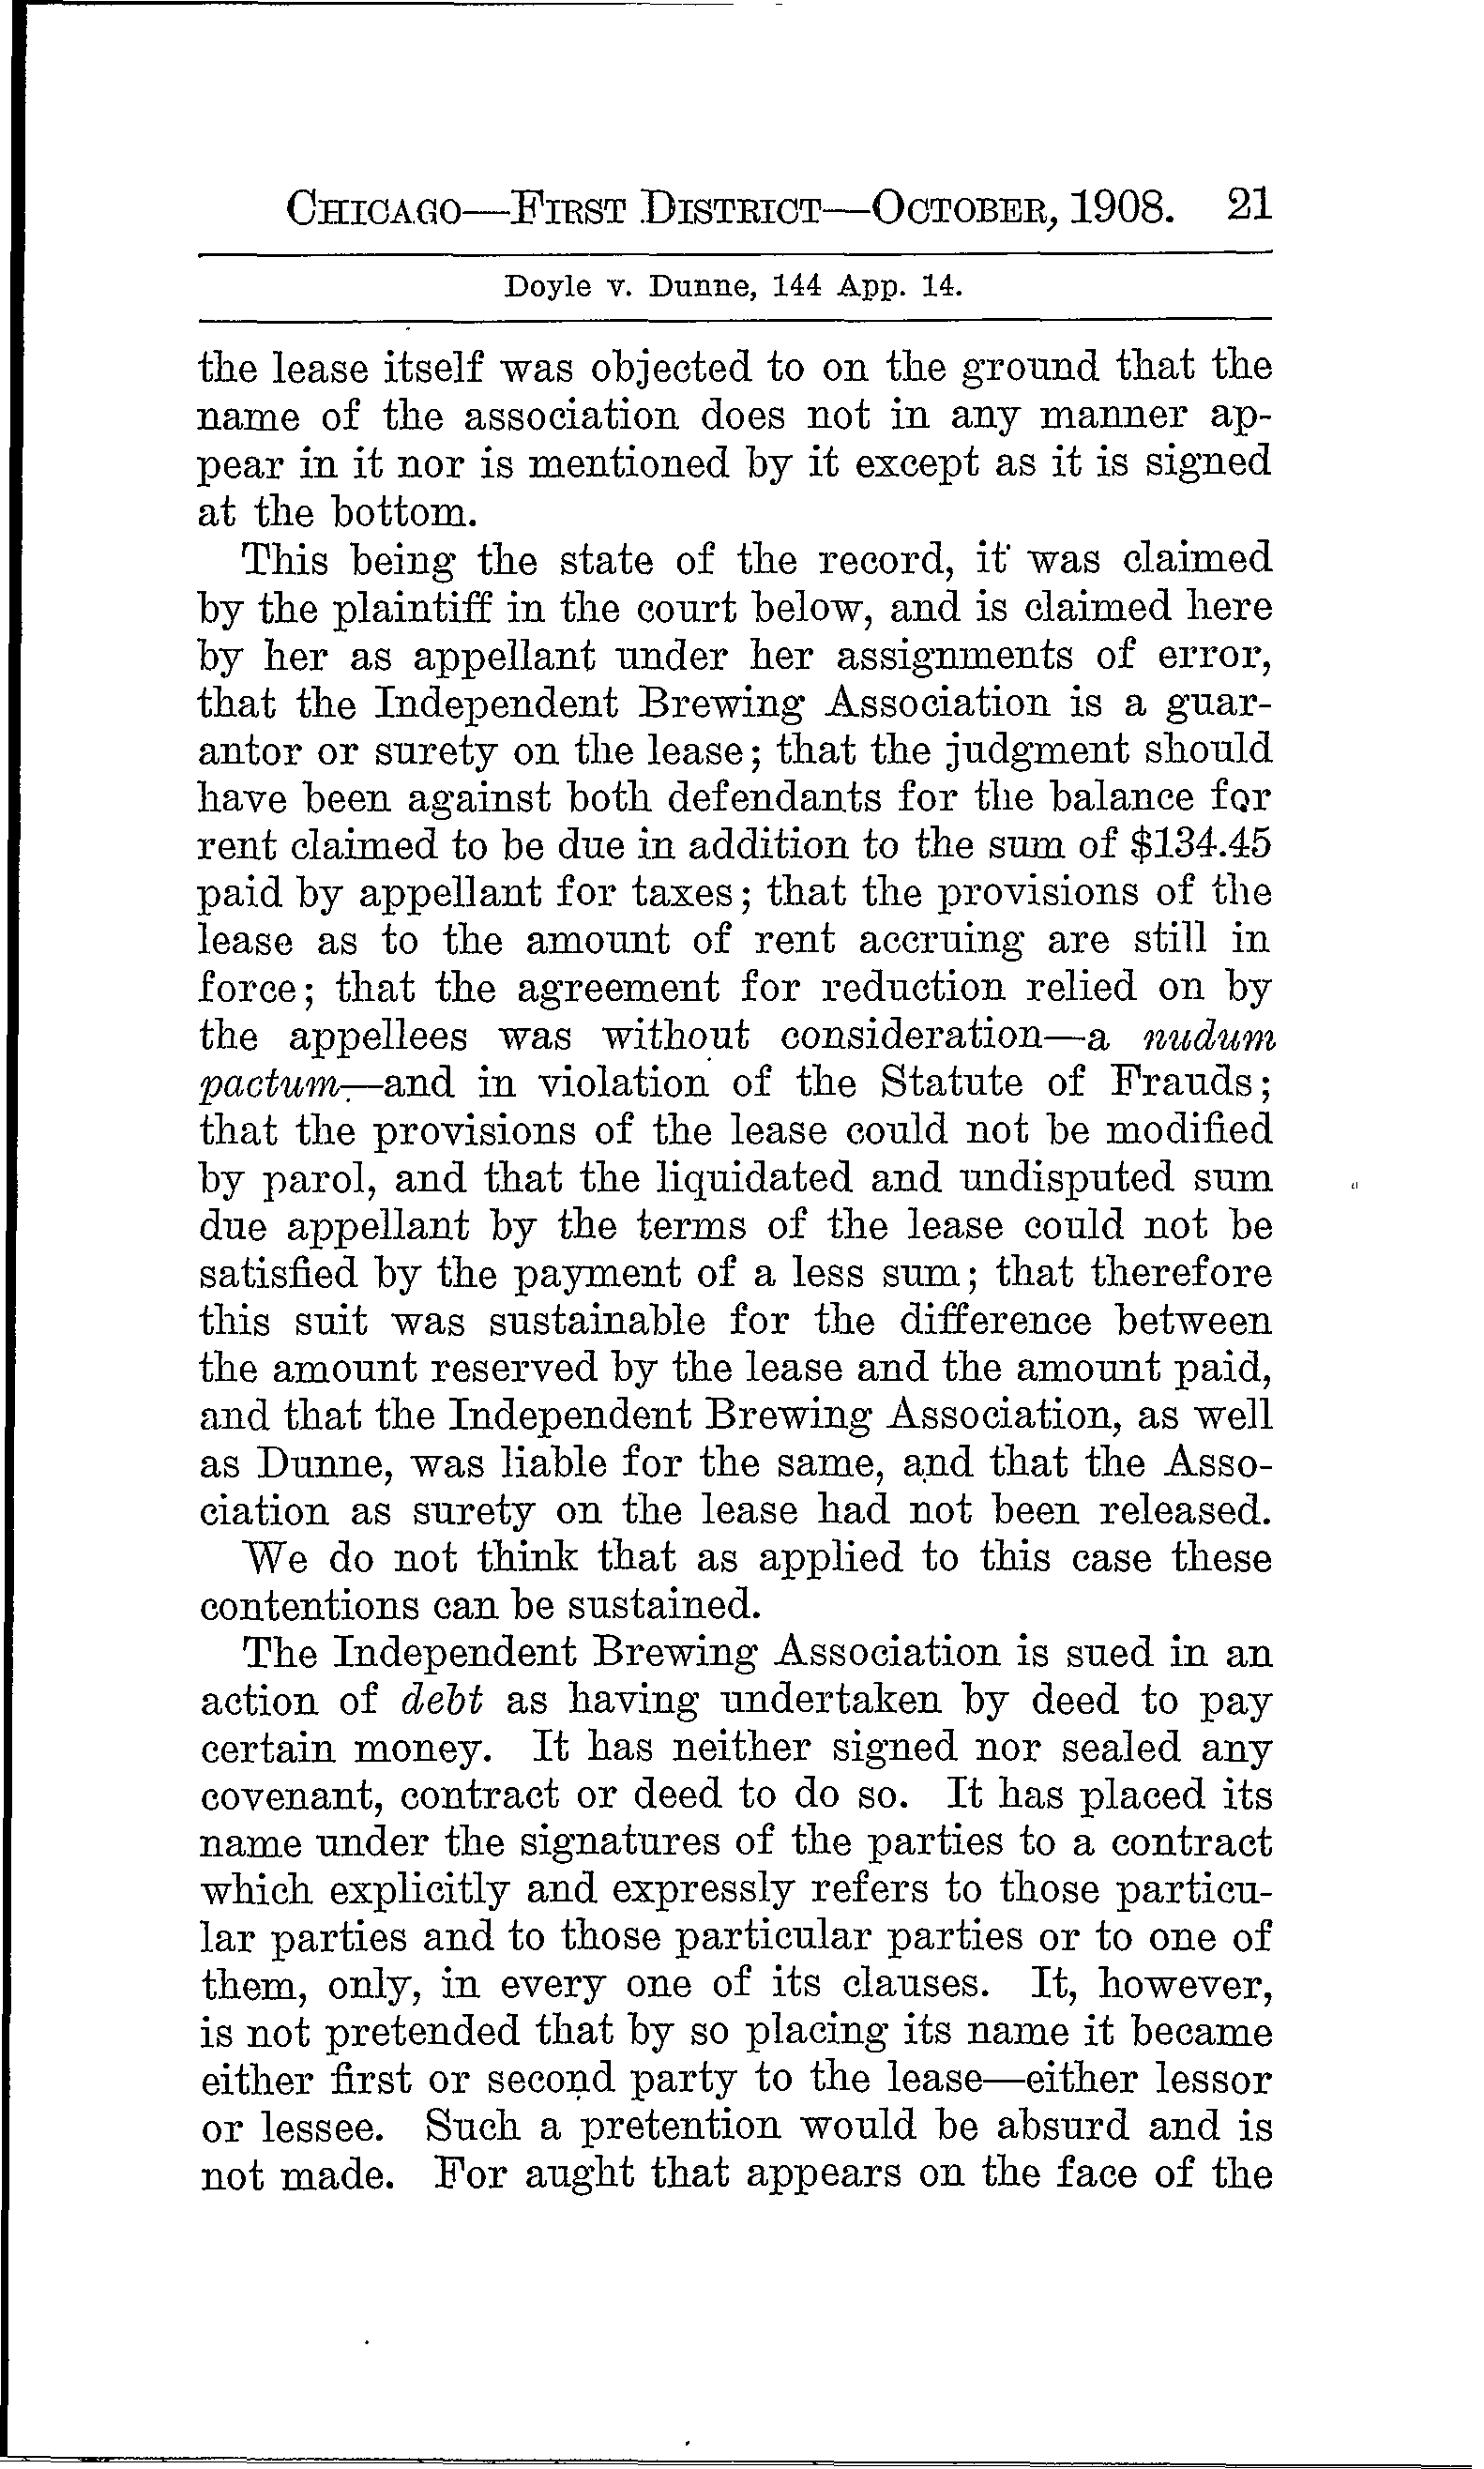 CHICAGO—FIRST DISTRICT—OCTOBER, 1908. 21
Doyle v. Dunne, 144 App. 14.
the lease itself was objected to on the ground that the
name of the association does not in any manner ap-
pear in it nor is mentioned by it except as it is signed
at the bottom.
This being the state of the record, it was claimed
by the plaintiff in the court below, and is claimed here
by her as appellant under her assignments of error,
that the Independent Brewing Association is a guar-
antor or surety on the lease; that the judgment should
have been against both defendants for the balance for
rent claimed to be due in addition to the sum of $134.45
paid by appellant for taxes; that the provisions of the
lease as to the amount of rent accruing are still in
force; that the agreement for reduction relied on by
the appellees was without consideration—a nudum
pactum—and in violation of the Statute of Frauds;
that the provisions of the lease could not be modified
by parol, and that the liquidated and undisputed sum
due appellant by the terms of the lease could not be
satisfied by the payment of a less sum; that therefore
this suit was sustainable for the difference between
the amount reserved by the lease and the amount paid,
and that the Independent Brewing Association, as well
as Dunne, was liable for the same, and that the Asso-
ciation as surety on the lease had not been released.
We do not think that as applied to this case these
contentions can be sustained.
The Independent Brewing Association is sued in an
action of debt as having undertaken by deed to pay
certain money. It has neither signed nor sealed any
covenant, contract or deed to do so. It has placed its
name under the signatures of the parties to a contract
which explicitly and expressly refers to those particu-
lar parties and to those particular parties or to one of
them, only, in every one of its clauses. It, however,
is not pretended that by so placing its name it became
either first or second party to the lease—either lessor
or lessee. Such a pretention would be absurd and is
not made. For aught that appears on the face of the